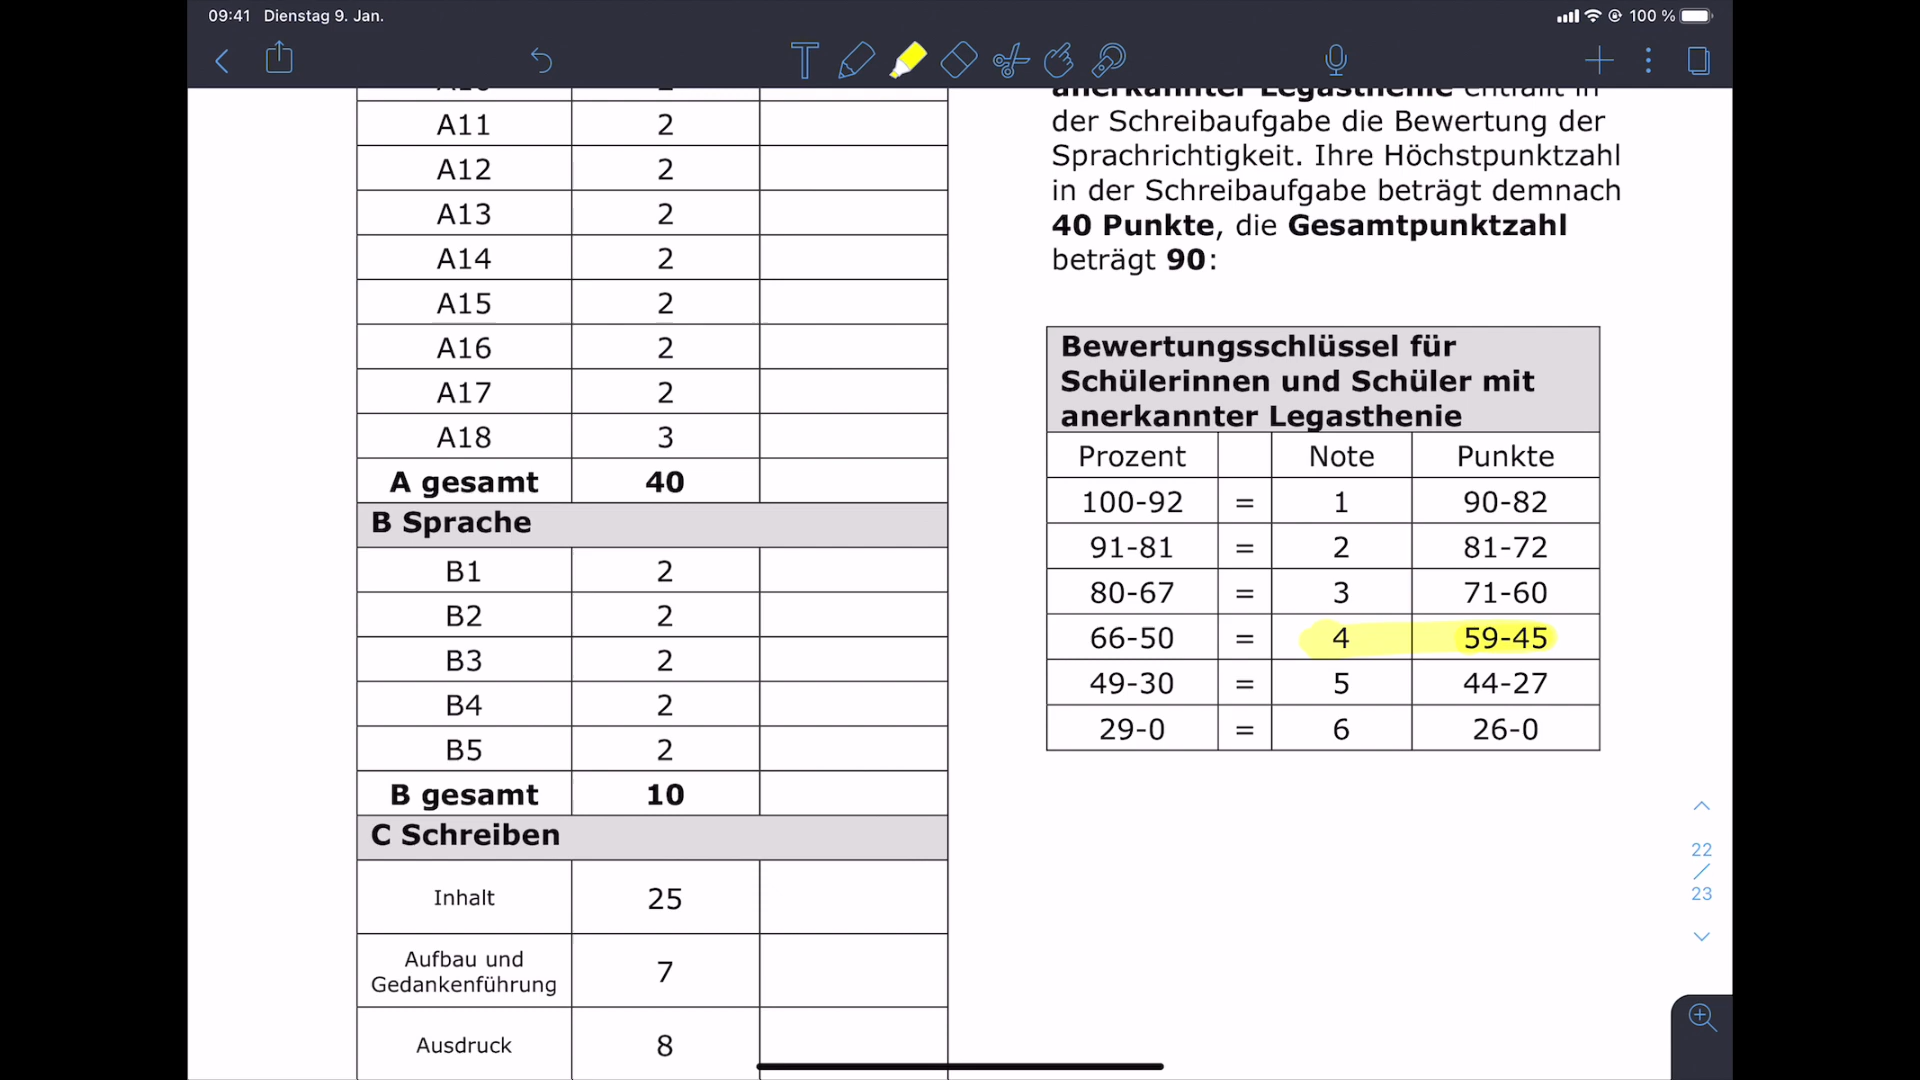 09:41 Dienstag 9. Jan.
100 %
A11 2
A12 2
A13 2
A14 2
A15 2
A16 2
A17 2
A18 3
A gesamt 40
B Sprache
B1 2
B2 2
B3 2
B4 2
B5 2
B gesamt 10
C Schreiben
Inhalt 25
Aufbau und
Gedankenführung 7
Ausdruck 8
anerkannter Legasthenie entfällt in
der Schreibaufgabe die Bewertung der
Sprachrichtigkeit. Ihre Höchstpunktzahl
in der Schreibaufgabe beträgt demnach
40 Punkte, die Gesamtpunktzahl
beträgt 90:
Bewertungsschlüssel für
Schülerinnen und Schüler mit
anerkannter Legasthenie
Prozent Note Punkte
100-92 = 1 90-82
91-81 = 2 81-72
80-67 = 3 71-60
66-50 = 4 59-45
49-30 = 5 44-27
29-0 = 6 26-0
22
/
23